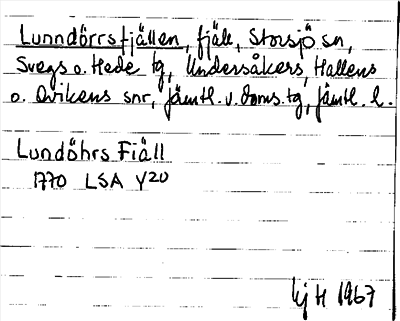 Lunndörrsfjällen, fjäll, Storsjö sn,
Svegs o. Hede tg, Undersåkers, Hallens
o. Ovikens snr, Jämtl. v. doms. tg, Jämtl. l.
Lundöhrs Fiäll
1770 LSA Y20
Lj H 1967